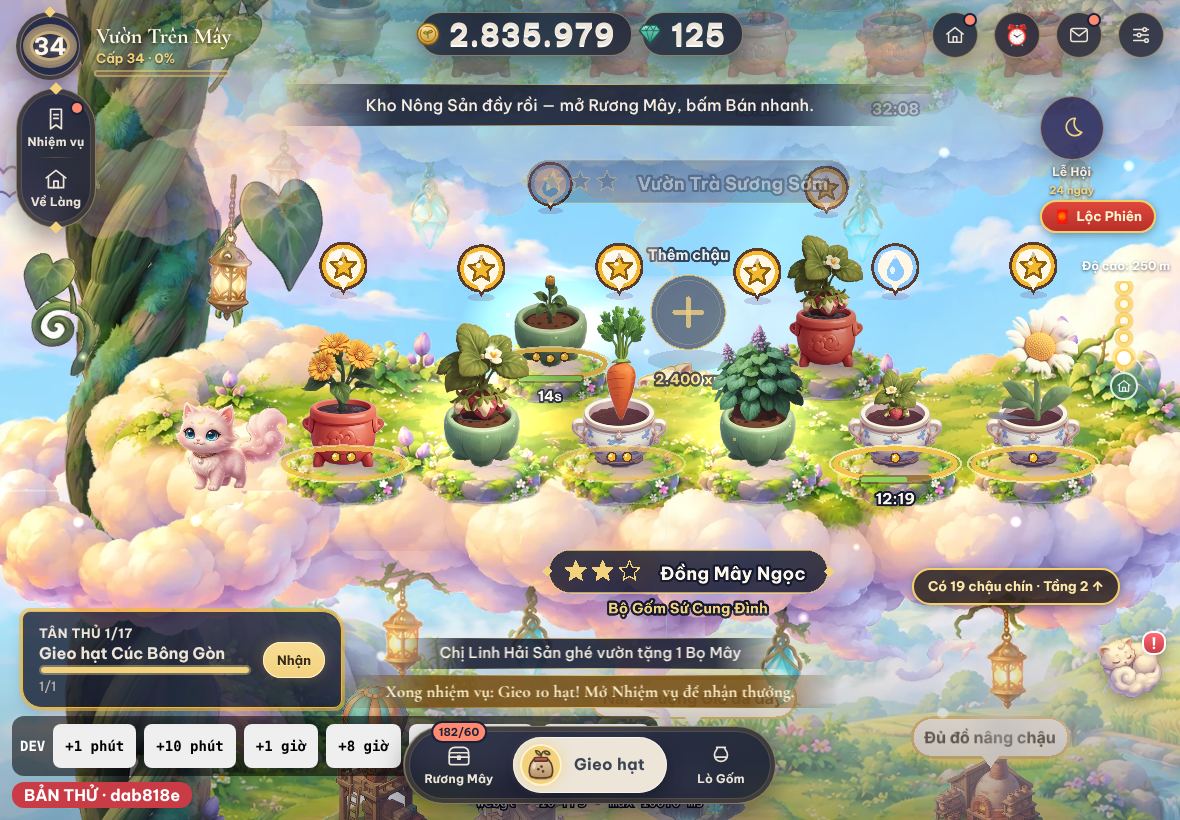 34
Vườn Trên Mây
Cấp 34 · 0%
2.835.979
125
Nhiệm vụ
Về Làng
Kho Nông Sản đầy rồi – mở Rương Mây, bấm Bán nhanh.
32:08
Lễ Hội
24 ngày
Lộc Phiên
Vườn Trà Sương Sớm
Thêm chậu
Độ cao: 250 m
2.400 x
14s
12:19
Đồng Mây Ngọc
Bộ Gốm Sứ Cung Đình
Có 19 chậu chín · Tầng 2 ↑
TÂN THỦ 1/17
Gieo hạt Cúc Bông Gòn
1/1
Nhận
Chị Linh Hải Sản ghé vườn tặng 1 Bọ Mây
Xong nhiệm vụ: Gieo 10 hạt! Mở Nhiệm vụ để nhận thưởng.
!
Đủ đồ nâng chậu
DEV
+1 phút
+10 phút
+1 giờ
+8 giờ
182/60
Rương Mây
Gieo hạt
Lò Gốm
BẢN THỬ · dab818e